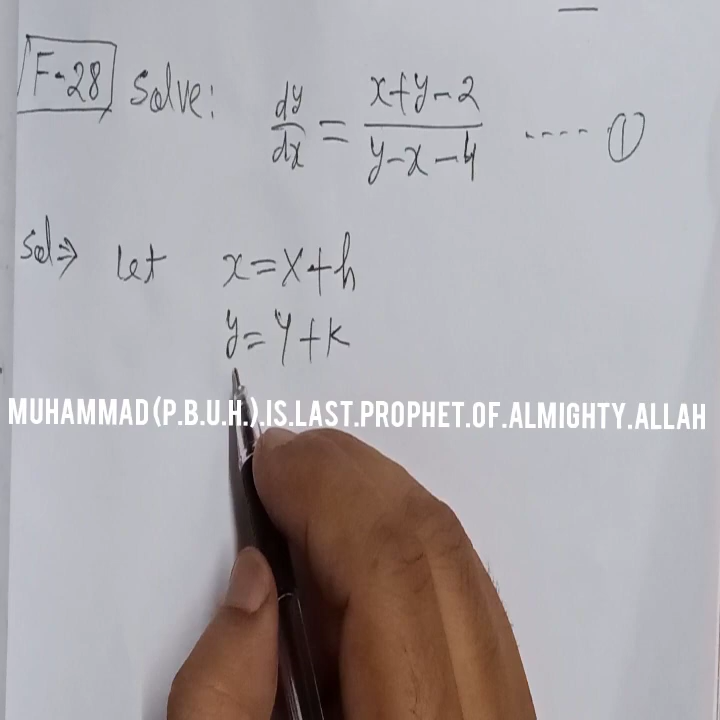 F-28 Solve: dy/dx = (x+y-2)/(y-x-4) ---- ①
Sol⇒ Let x=X+h
y=Y+k
MUHAMMAD(P.B.U.H.).IS.LAST.PROPHET.OF.ALMIGHTY.ALLAH